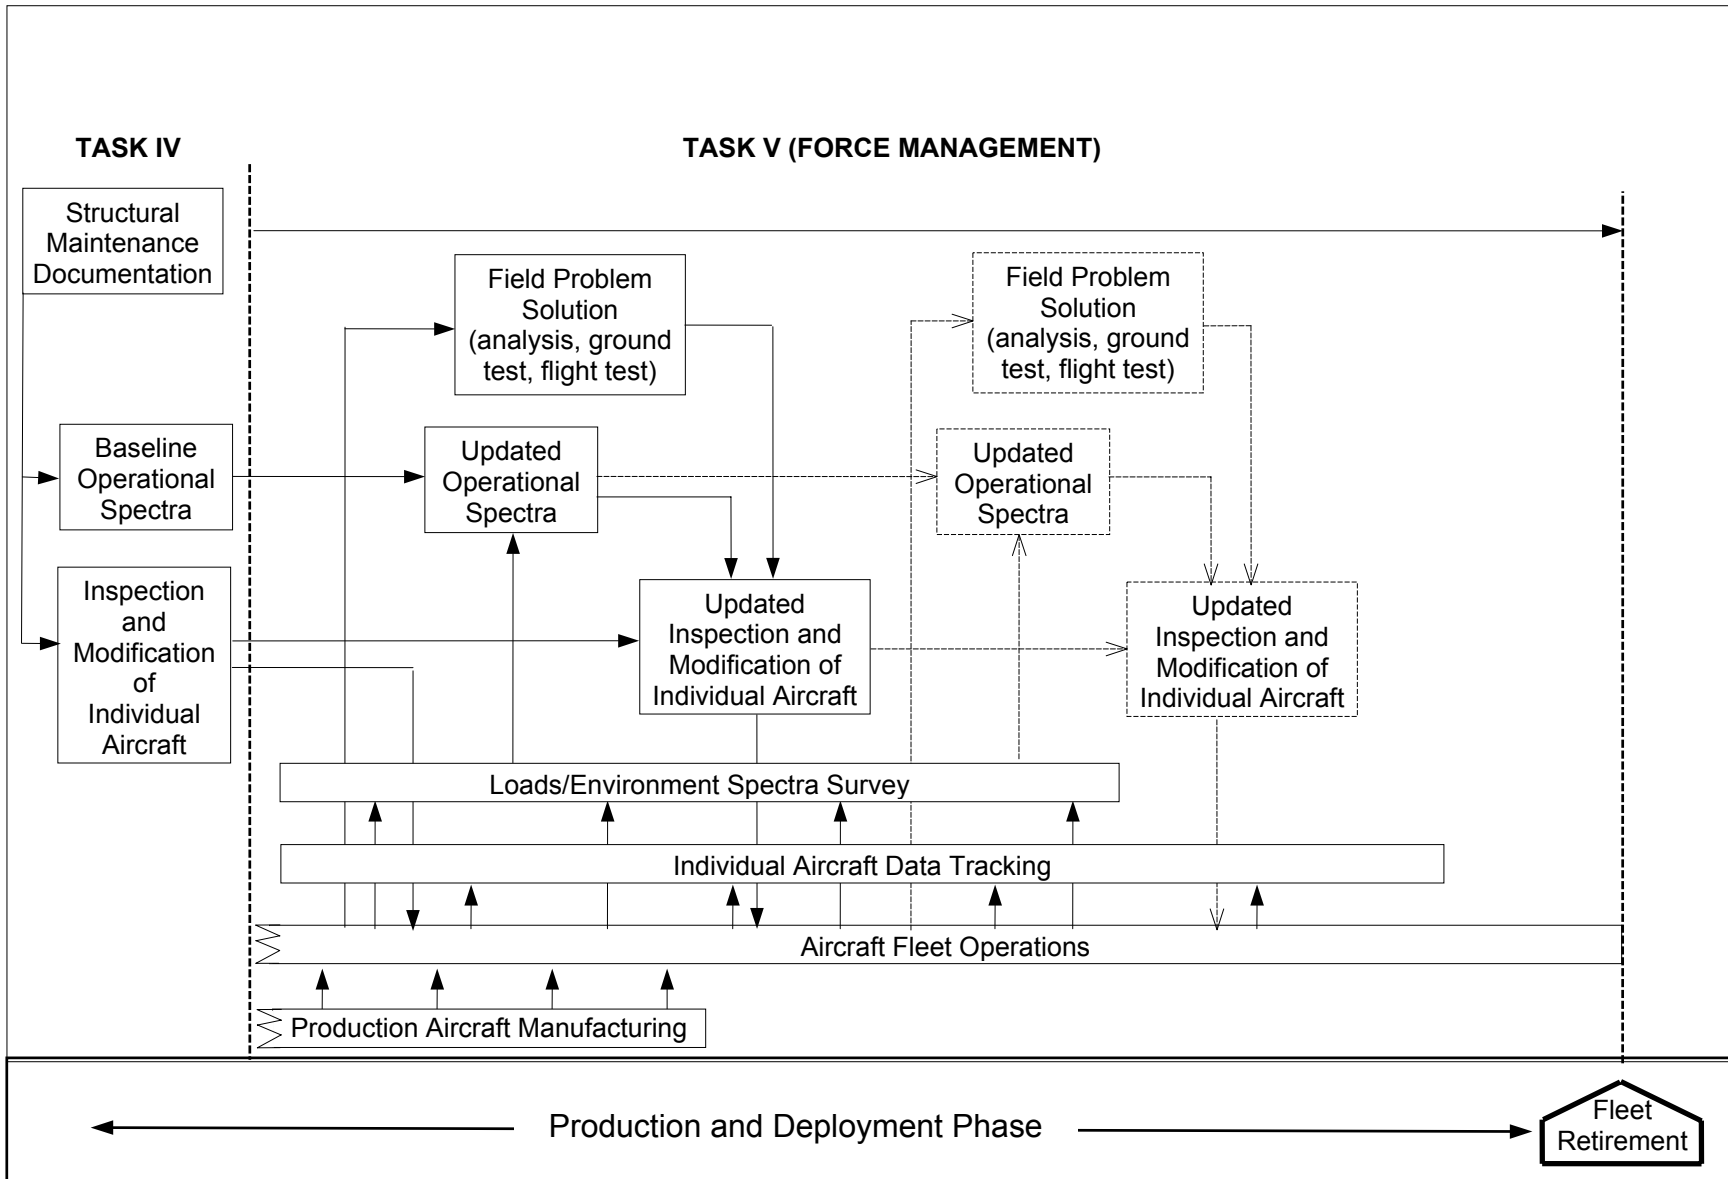 TASK IV
TASK V (FORCE MANAGEMENT)
Structural
Maintenance
Documentation
Field Problem
Solution
(analysis, ground
test, flight test)
Field Problem
Solution
(analysis, ground
test, flight test)
Baseline
Operational
Spectra
Updated
Operational
Spectra
Updated
Operational
Spectra
Inspection
and
Modification
of
Individual
Aircraft
Updated
Inspection and
Modification of
Individual Aircraft
Updated
Inspection and
Modification of
Individual Aircraft
Loads/Environment Spectra Survey
Individual Aircraft Data Tracking
Aircraft Fleet Operations
Production Aircraft Manufacturing
Production and Deployment Phase
Fleet
Retirement